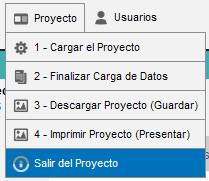 Proyecto Usuarios
1 - Cargar el Proyecto
2 - Finalizar Carga de Datos
3 - Descargar Proyecto (Guardar)
4 - Imprimir Proyecto (Presentar)
Salir del Proyecto